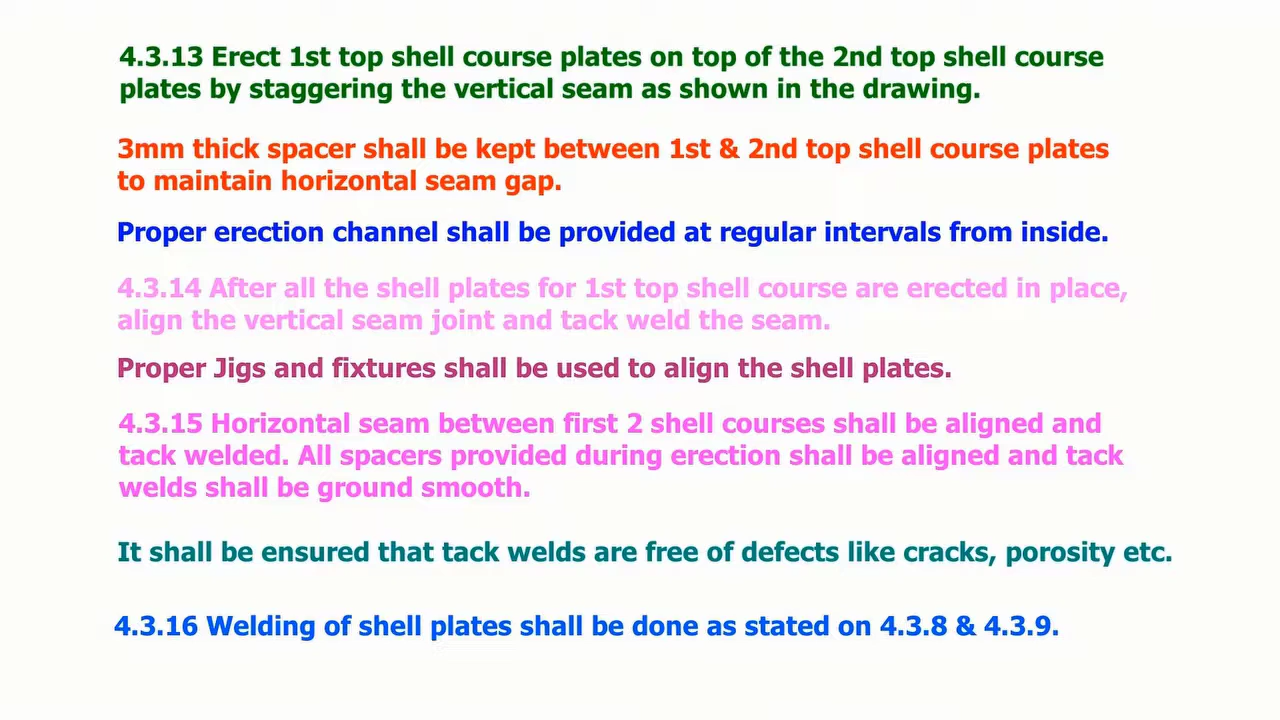 4.3.13 Erect 1st top shell course plates on top of the 2nd top shell course
plates by staggering the vertical seam as shown in the drawing.
3mm thick spacer shall be kept between 1st & 2nd top shell course plates
to maintain horizontal seam gap.
Proper erection channel shall be provided at regular intervals from inside.
4.3.14 After all the shell plates for 1st top shell course are erected in place,
align the vertical seam joint and tack weld the seam.
Proper Jigs and fixtures shall be used to align the shell plates.
4.3.15 Horizontal seam between first 2 shell courses shall be aligned and
tack welded. All spacers provided during erection shall be aligned and tack
welds shall be ground smooth.
It shall be ensured that tack welds are free of defects like cracks, porosity etc.
4.3.16 Welding of shell plates shall be done as stated on 4.3.8 & 4.3.9.